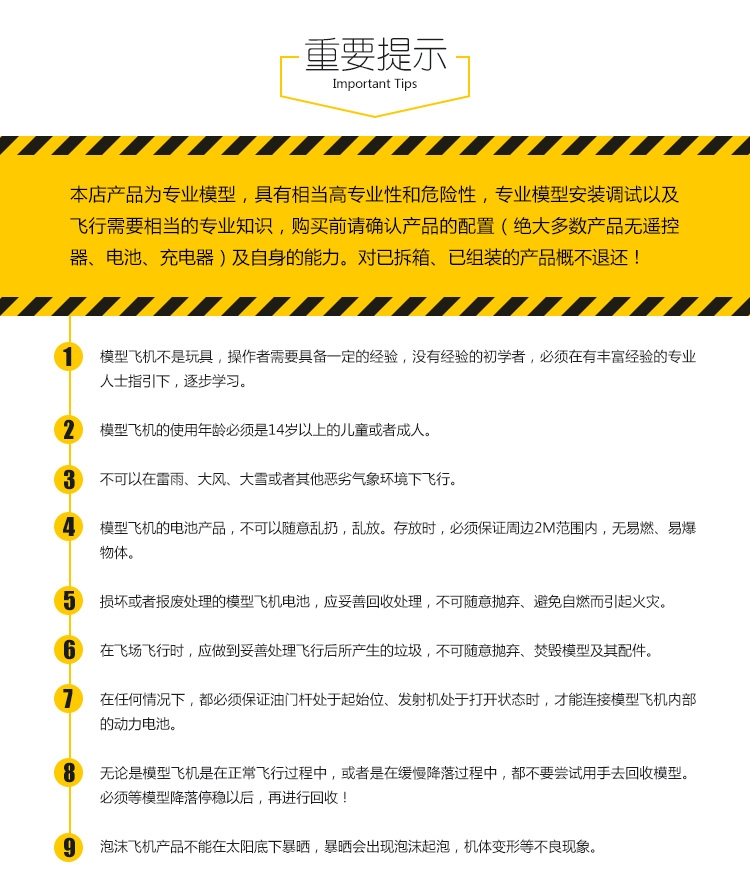 重要提示
Important Tips
本店产品为专业模型，具有相当高专业性和危险性，专业模型安装调试以及
飞行需要相当的专业知识，购买前请确认产品的配置（绝大多数产品无遥控
器、电池、充电器）及自身的能力。对已拆箱、已组装的产品概不退还！
1 模型飞机不是玩具，操作者需要具备一定的经验，没有经验的初学者，必须在有丰富经验的专业
人士指引下，逐步学习。
2 模型飞机的使用年龄必须是14岁以上的儿童或者成人。
3 不可以在雷雨、大风、大雪或者其他恶劣气象环境下飞行。
4 模型飞机的电池产品，不可以随意乱扔，乱放。存放时，必须保证周边2M范围内，无易燃、易爆
物体。
5 损坏或者报废处理的模型飞机电池，应妥善回收处理，不可随意抛弃、避免自燃而引起火灾。
6 在飞场飞行时，应做到妥善处理飞行后所产生的垃圾，不可随意抛弃、焚毁模型及其配件。
7 在任何情况下，都必须保证油门杆处于起始位、发射机处于打开状态时，才能连接模型飞机内部
的动力电池。
8 无论是模型飞机是在正常飞行过程中，或者是在缓慢降落过程中，都不要尝试用手去回收模型。
必须等模型降落停稳以后，再进行回收！
9 泡沫飞机产品不能在太阳底下暴晒，暴晒会出现泡沫起泡，机体变形等不良现象。